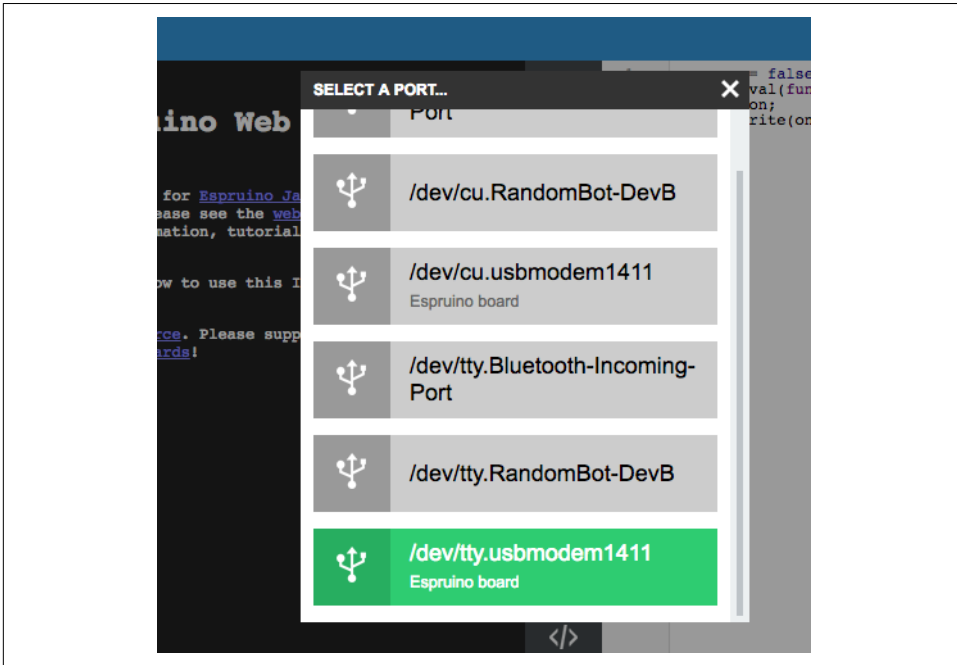 SELECT A PORT...
Port
/dev/cu.RandomBot-DevB
/dev/cu.usbmodem1411
Espruino board
/dev/tty.Bluetooth-Incoming-
Port
/dev/tty.RandomBot-DevB
/dev/tty.usbmodem1411
Espruino board
ino Web
for Espruino Ja
ease see the web
mation, tutorial
ow to use this I
rce. Please supp
ards!
</>
= false
val(fun
on;
rite(on